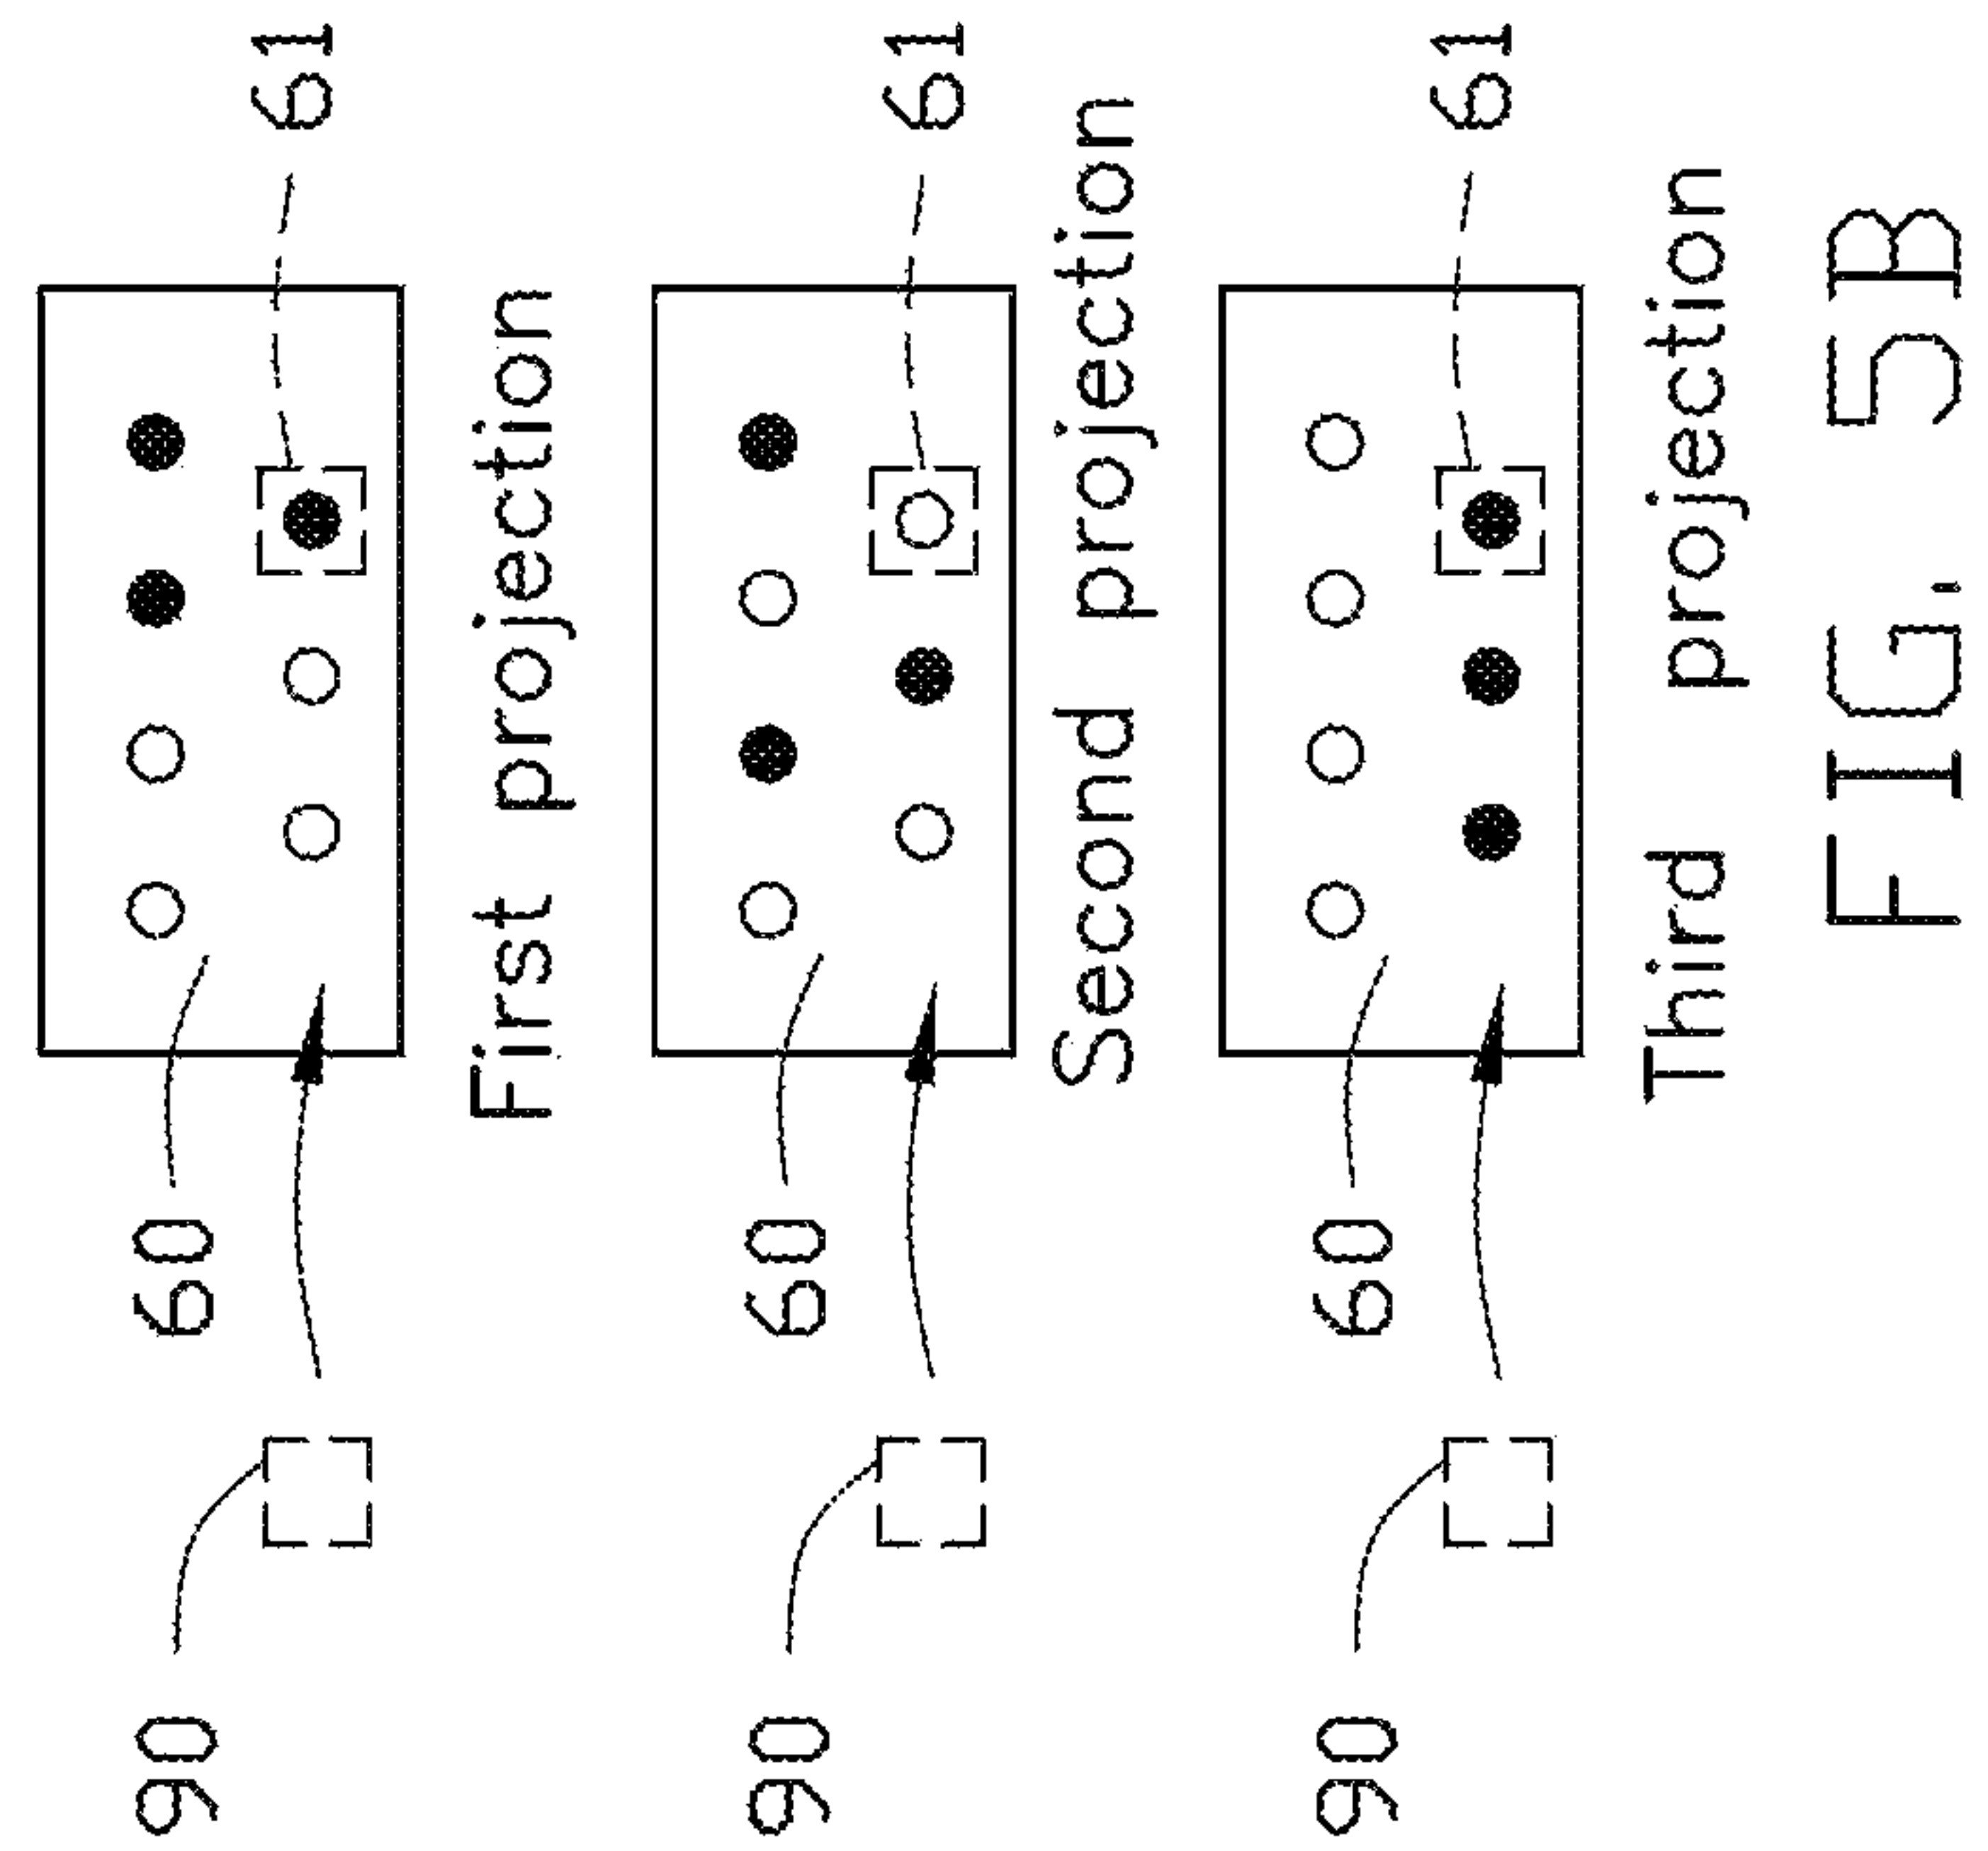 90 60 61
First projection
90 60 61
Second projection
90 60 61
Third projection
FIG. 5B